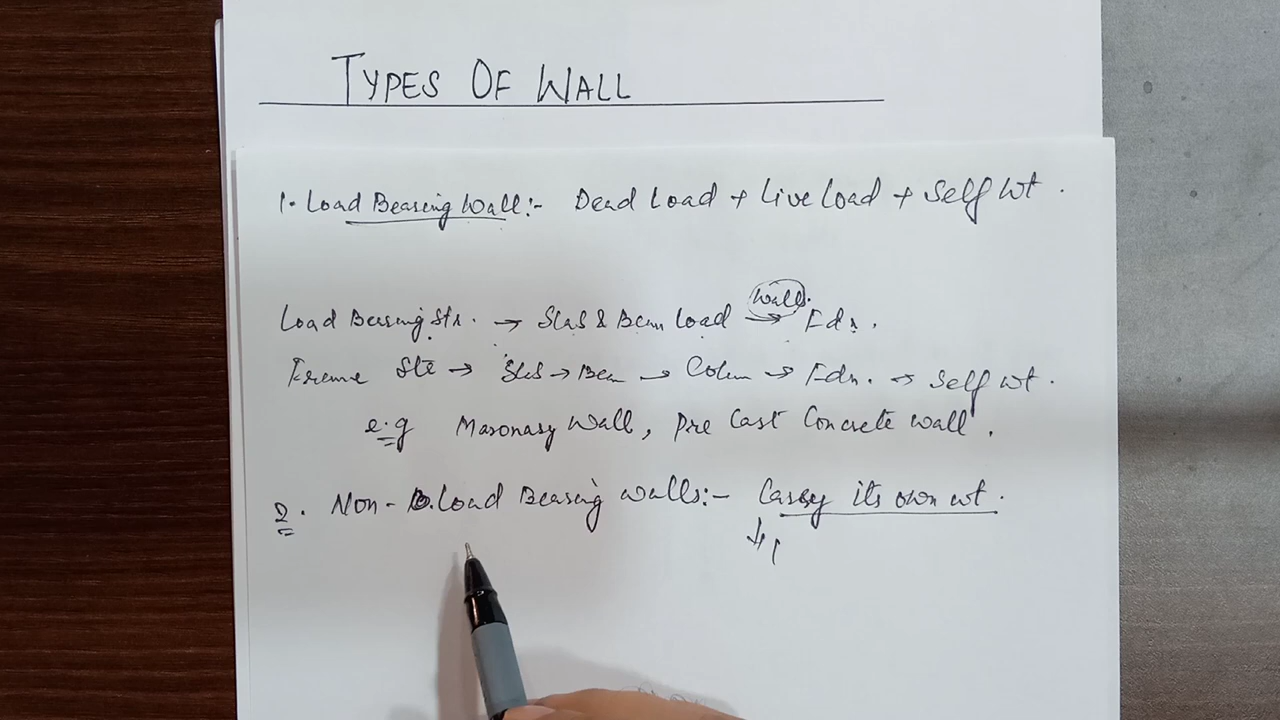 TYPES OF WALL
1. Load Bearing Wall:- Dead Load + Live Load + Self Wt.
Load Bearing Str. → Slab & Beam Load → Fdn.
Wall.
Frame Str → Slab → Beam → Column → Fdn. → Self wt.
e.g Masonary Wall, Pre Cast Concrete wall.
2. Non- Load Bearing walls:- Carry its own wt.